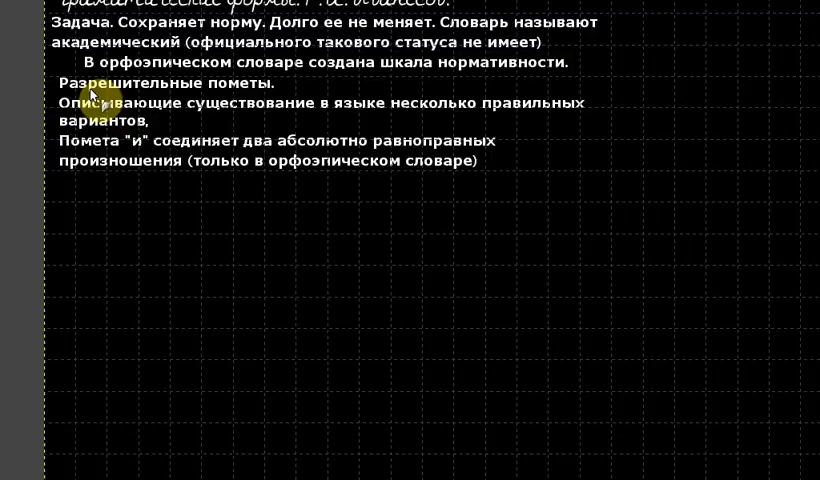 Задача. Сохраняет норму. Долго ее не меняет. Словарь называют
академический (официального такового статуса не имеет)
В орфоэпическом словаре создана шкала нормативности.
Разрешительные пометы.
Описывающие существование в языке несколько правильных
вариантов,
Помета "и" соединяет два абсолютно равноправных
произношения (только в орфоэпическом словаре)